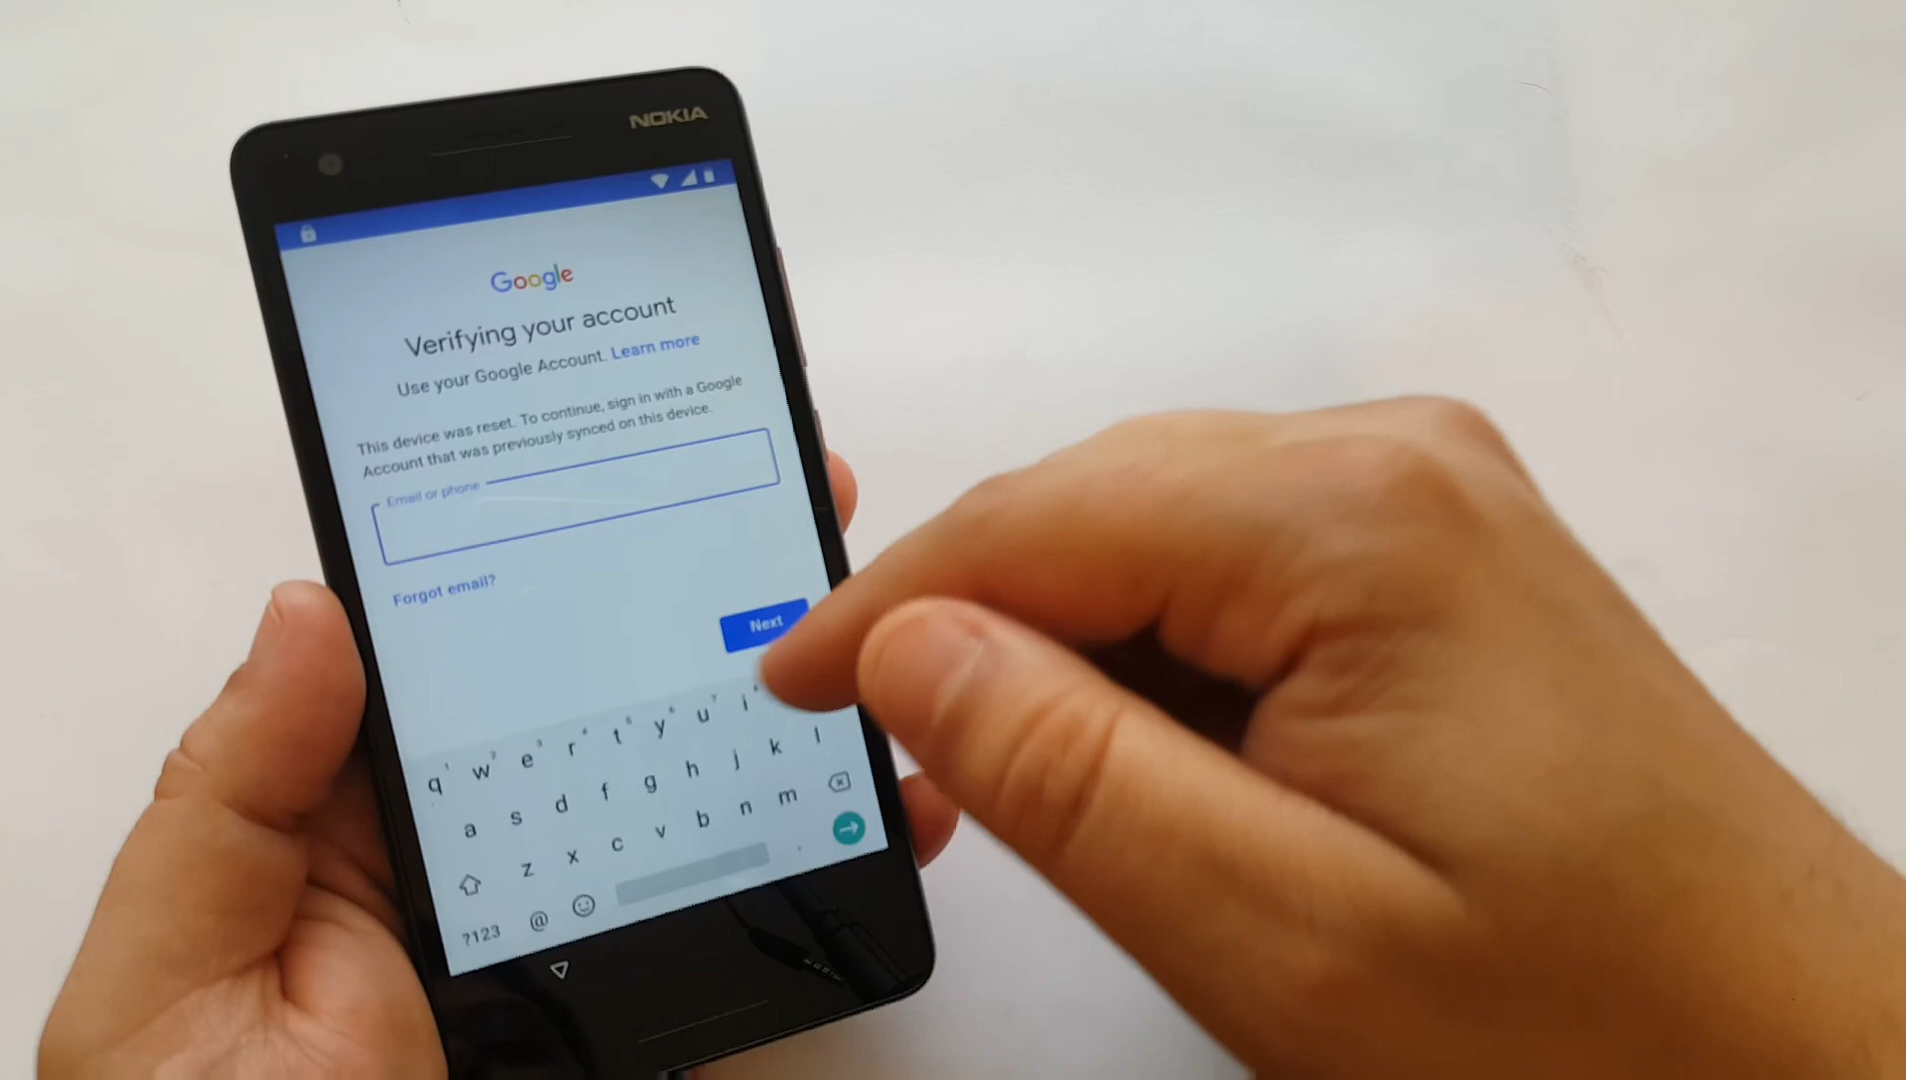 NOKIA
Google
Verifying your account
Use your Google Account. Learn more
This device was reset. To continue, sign in with a Google
Account that was previously synced on this device.
Email or phone
Forgot email?
Next
q w e r t y u i
a s d f g h j k l
z x c v b n m
?123 @